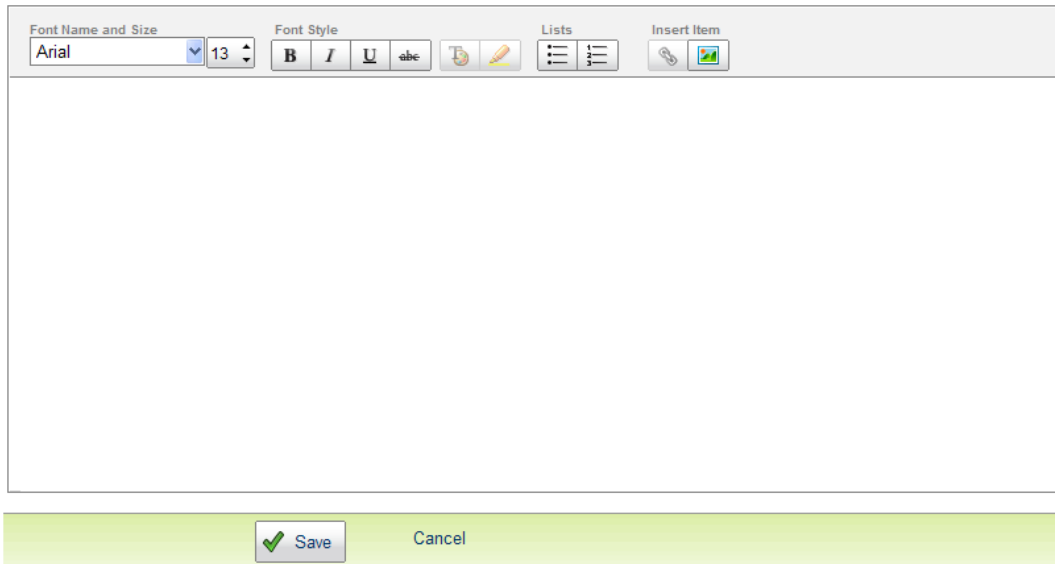 Font Name and Size Font Style Lists Insert Item
Arial 13 B I U abc T
Save Cancel